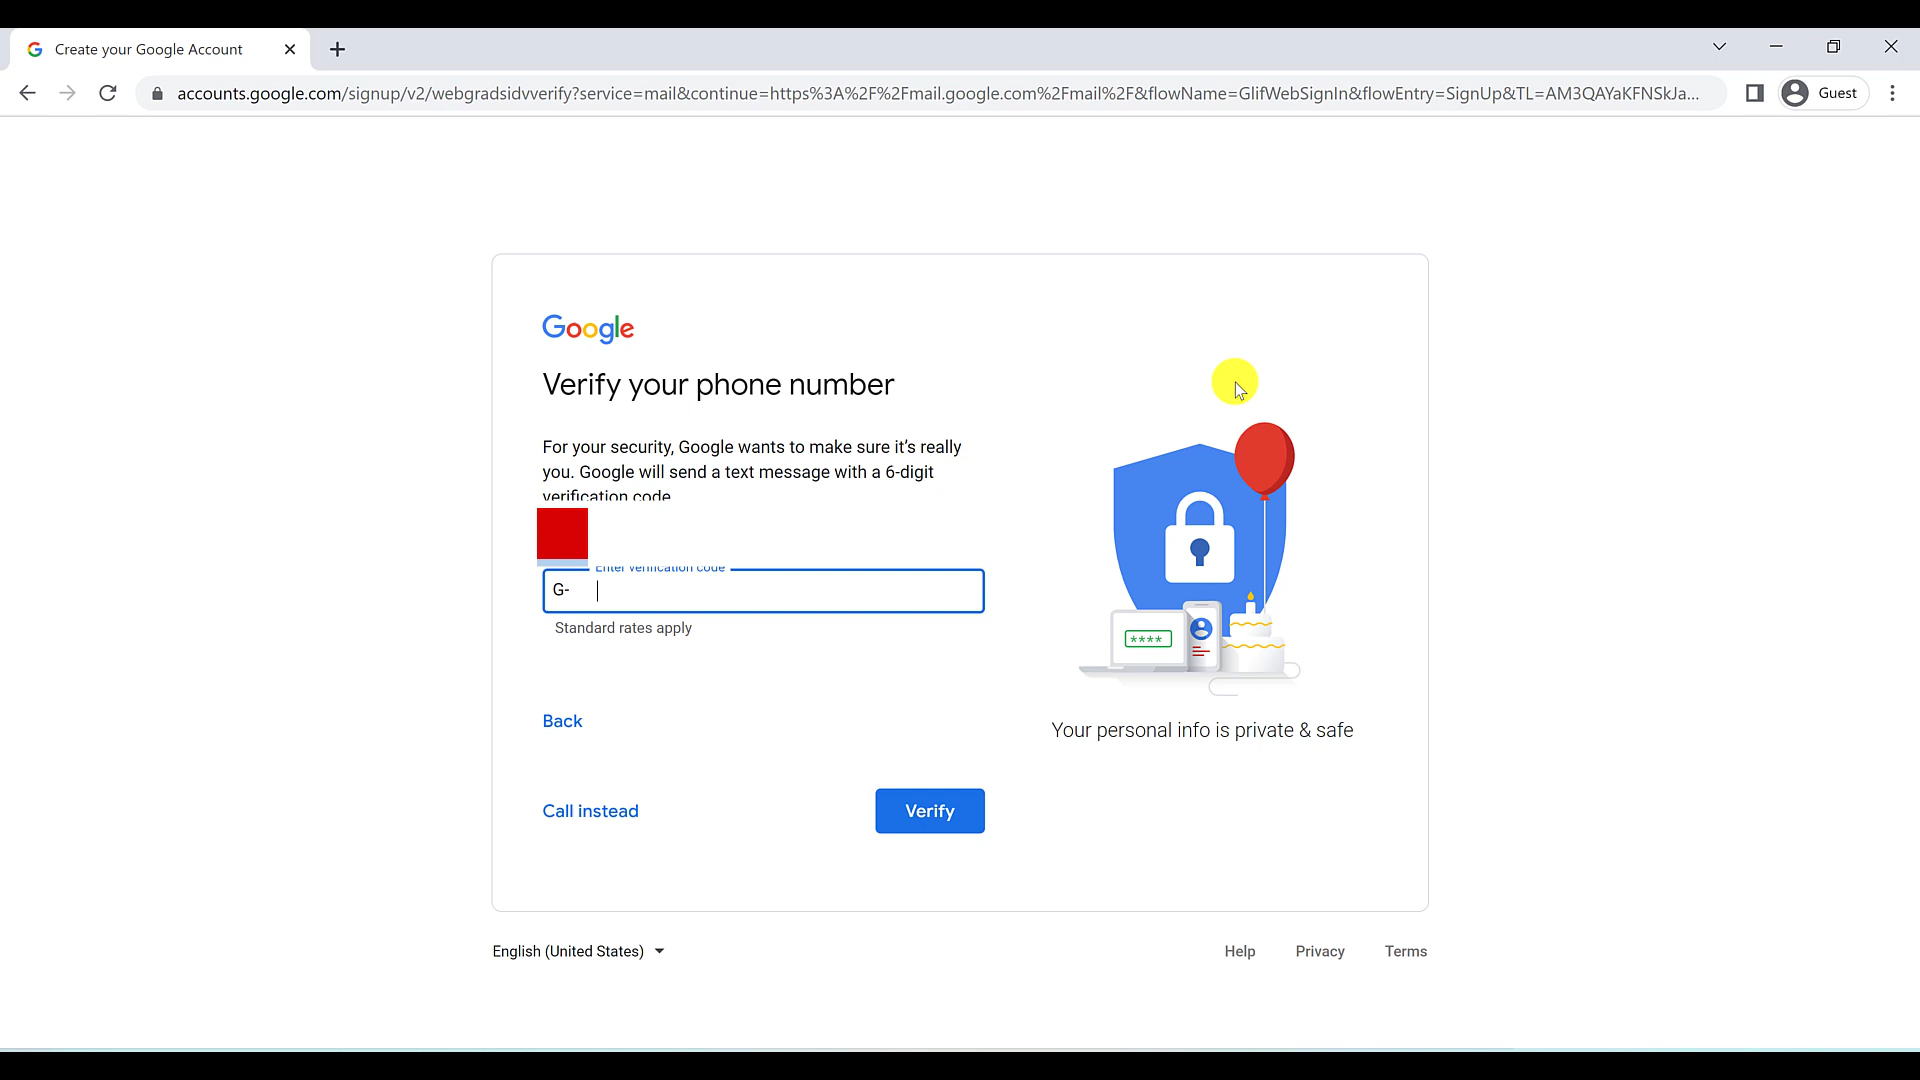 Create your Google Account
accounts.google.com/signup/v2/webgradsidvverify?service=mail&continue=https%3A%2F%2Fmail.google.com%2Fmail%2F&flowName=GlifWebSignIn&flowEntry=SignUp&TL=AM3QAYaKFNSkJa...
Guest
Google
Verify your phone number
For your security, Google wants to make sure it's really
you. Google will send a text message with a 6-digit
verification code
Enter verification code
G-
Standard rates apply
****
Back
Your personal info is private & safe
Call instead
Verify
English (United States)
Help
Privacy
Terms